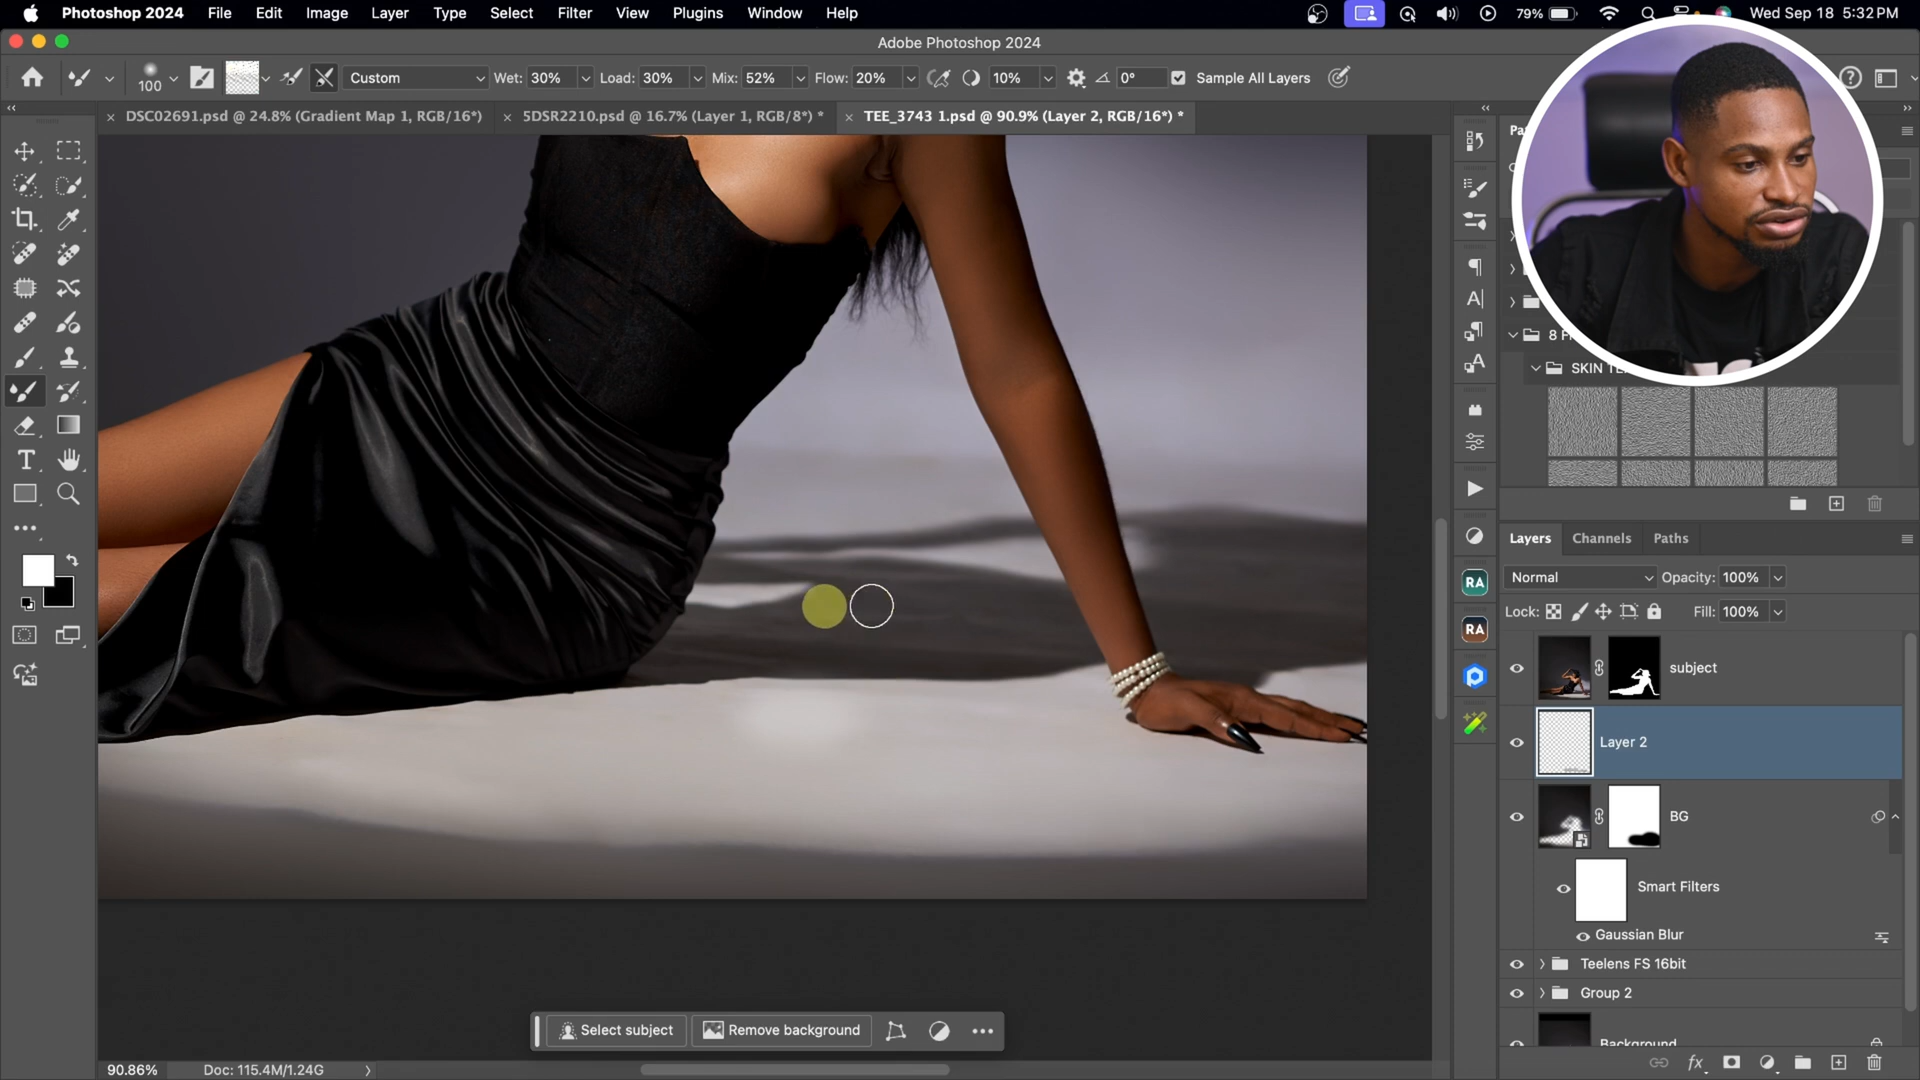 Photoshop 2024 File Edit Image Layer Type Select Filter View Plugins Window Help 79% Wed Sep 18 5:32 PM
Adobe Photoshop 2024
100 Custom Wet: 30% Load: 30% Mix: 52% Flow: 20% 10% 0° Sample All Layers
DSC02691.psd @ 24.8% (Gradient Map 1, RGB/16*) 5DSR2210.psd @ 16.7% (Layer 1, RGB/8*) * TEE_3743 1.psd @ 90.9% (Layer 2, RGB/16*) *
Layers Channels Paths
Normal Opacity: 100%
Lock: Fill: 100%
RA
RA
subject
Layer 2
BG
Smart Filters
Gaussian Blur
Teelens FS 16bit
Group 2
Background
Select subject Remove background
90.86% Doc: 115.4M/1.24G